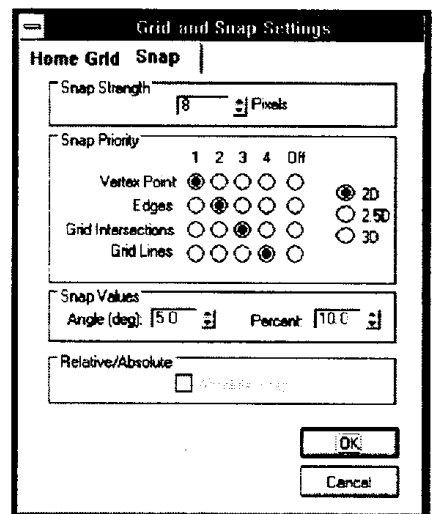 Grid and Snap Settings
Home Grid Snap
Snap Strength
8 Pixels
Snap Priority
1 2 3 4 Off
Vertex Point
Edges
Grid Intersections
Grid Lines
2D
2.5D
3D
Snap Values
Angle (deg): 5.0 Percent: 10.0
Relative/Absolute
OK
Cancel